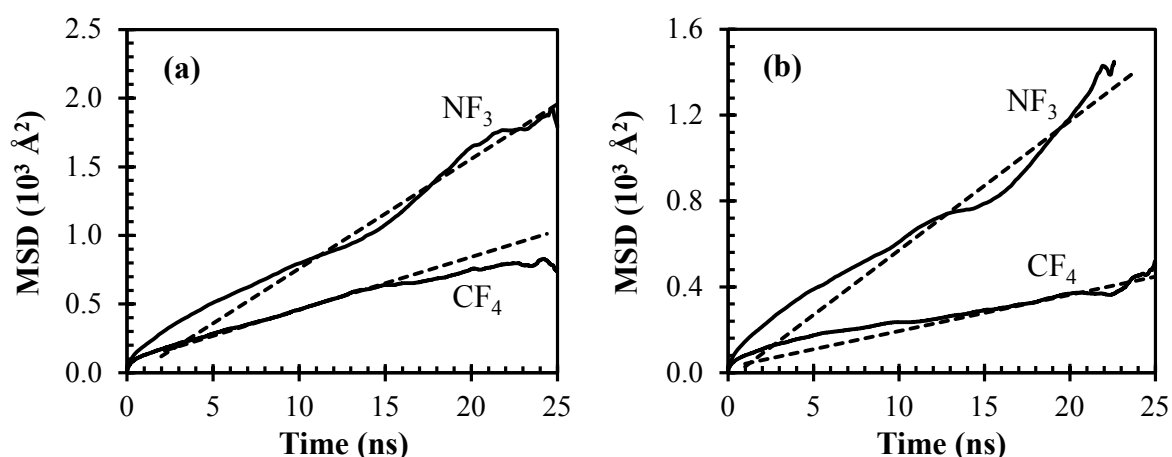 (a)
MSD (10³ Å²)
2.5
2.0
1.5
1.0
0.5
0.0
NF₃
CF₄
0 5 10 15 20 25
Time (ns)
(b)
MSD (10³ Å²)
1.6
1.2
0.8
0.4
0.0
NF₃
CF₄
0 5 10 15 20 25
Time (ns)